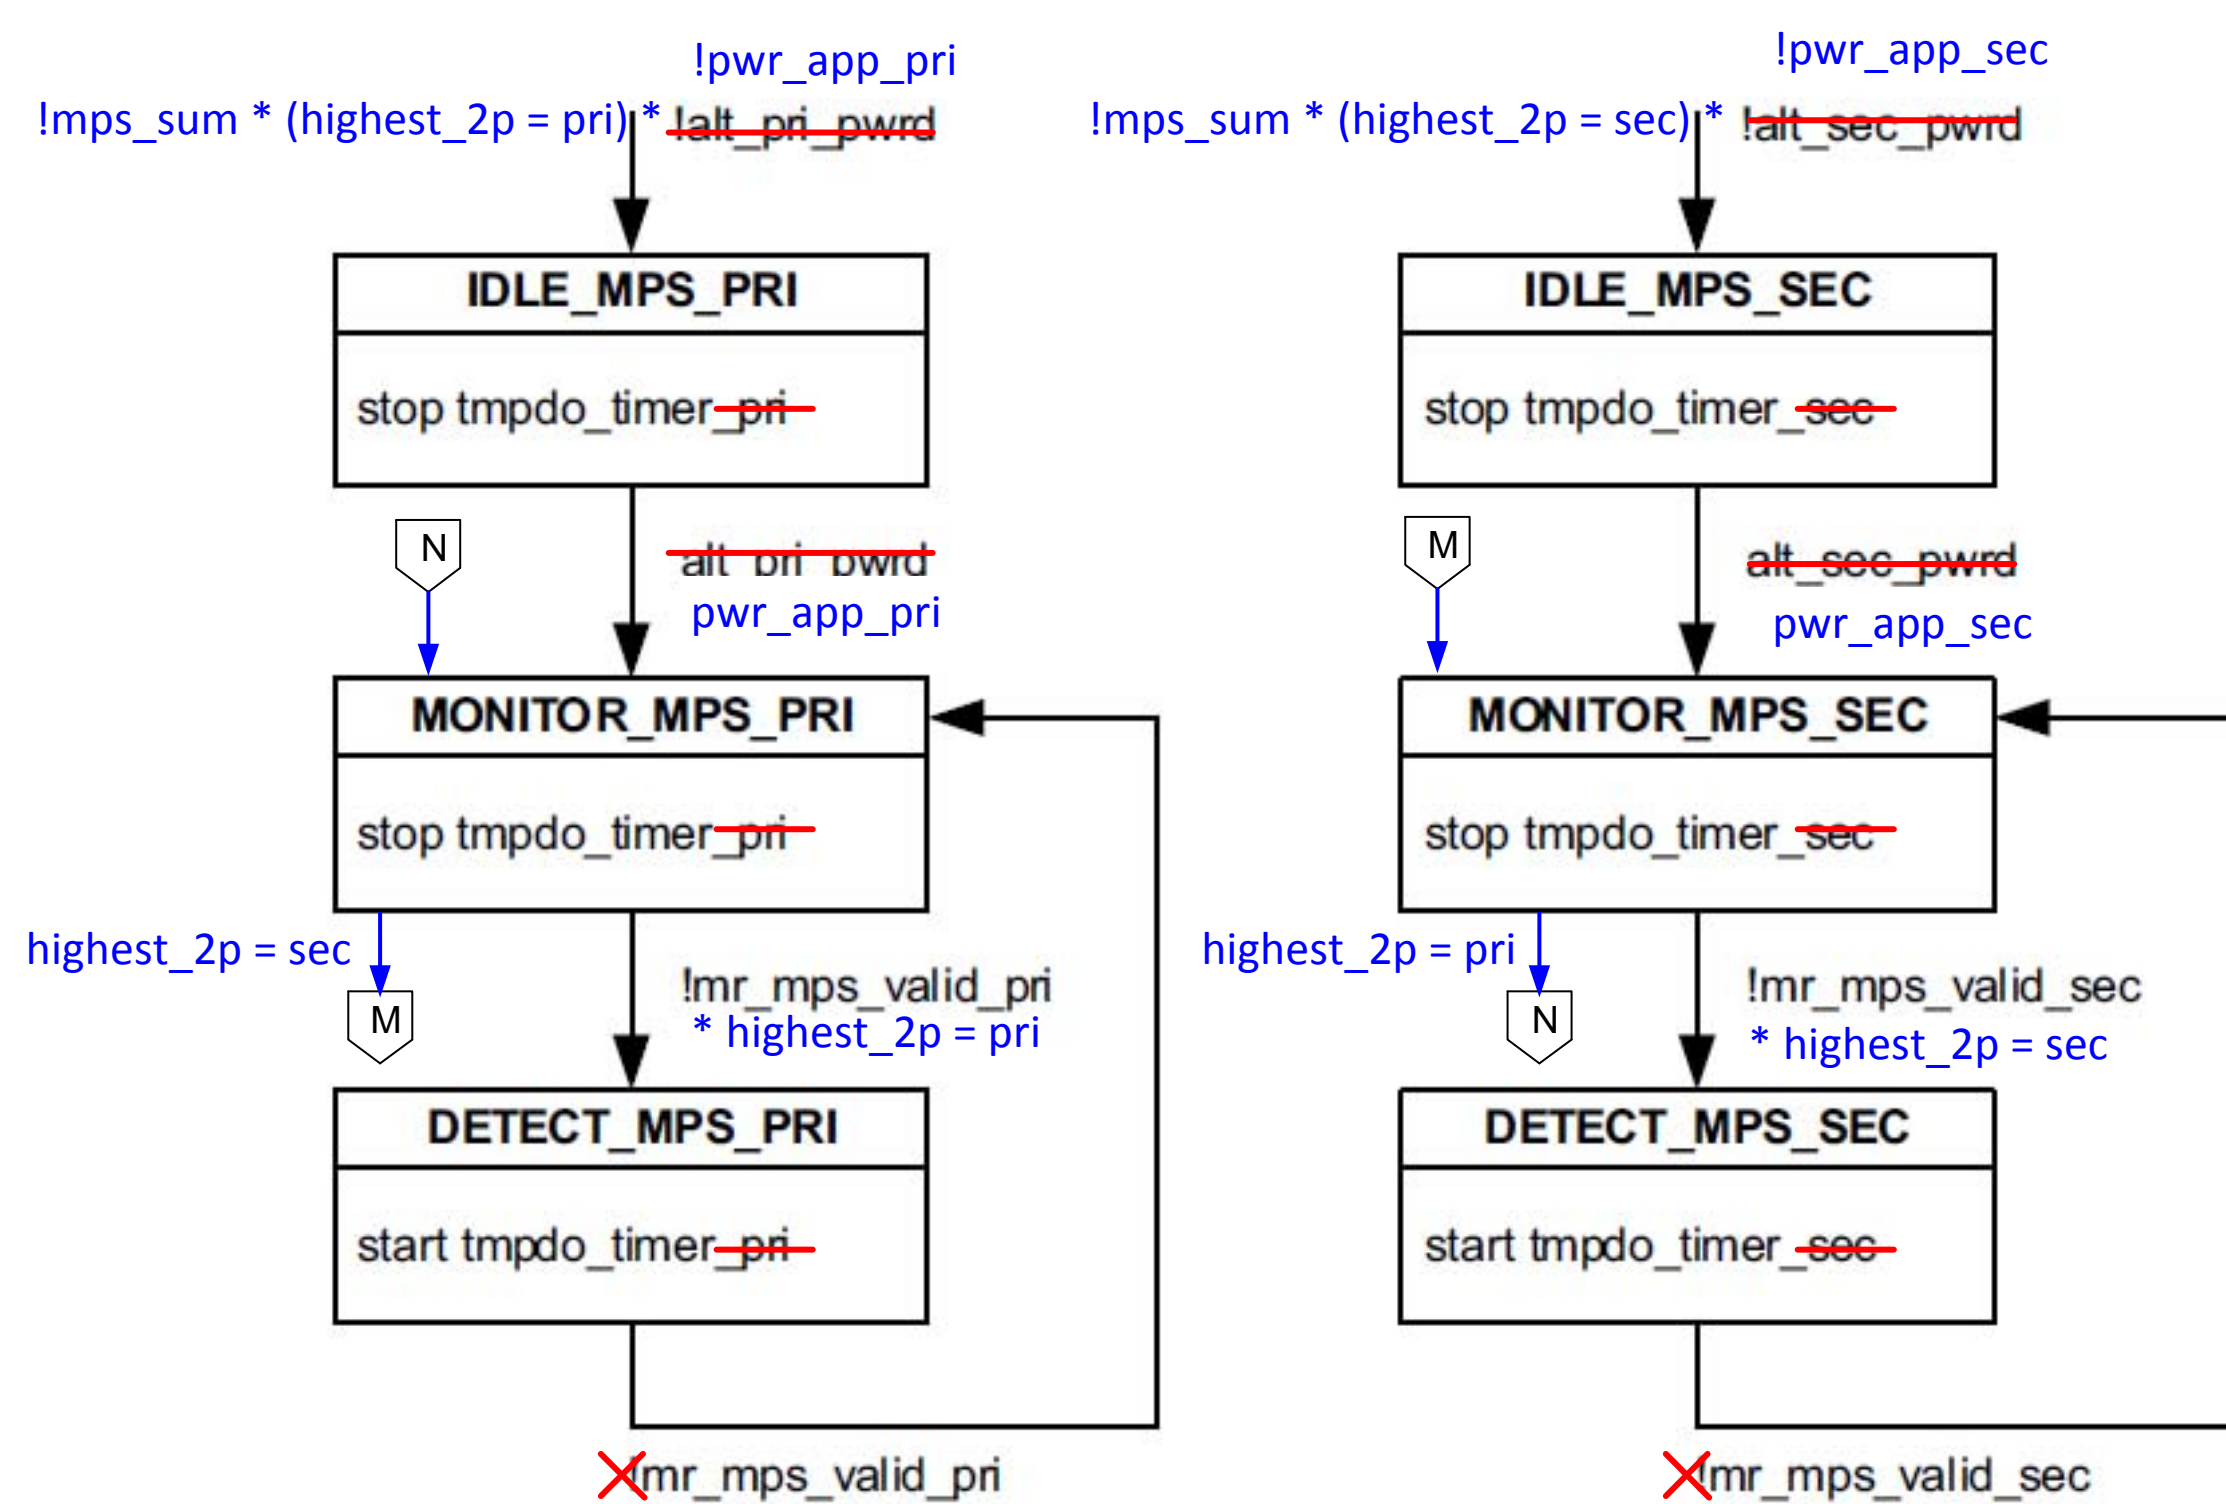 !pwr_app_pri
!mps_sum * (highest_2p = pri) * !alt_pri_pwrd
IDLE_MPS_PRI
stop tmpdo_timer_pri
N
alt_pri_pwrd
pwr_app_pri
MONITOR_MPS_PRI
stop tmpdo_timer_pri
highest_2p = sec
M
!mr_mps_valid_pri
* highest_2p = pri
DETECT_MPS_PRI
start tmpdo_timer_pri
!mr_mps_valid_pri
!pwr_app_sec
!mps_sum * (highest_2p = sec) * !alt_sec_pwrd
IDLE_MPS_SEC
stop tmpdo_timer_sec
M
alt_sec_pwrd
pwr_app_sec
MONITOR_MPS_SEC
stop tmpdo_timer_sec
highest_2p = pri
N
!mr_mps_valid_sec
* highest_2p = sec
DETECT_MPS_SEC
start tmpdo_timer_sec
!mr_mps_valid_sec